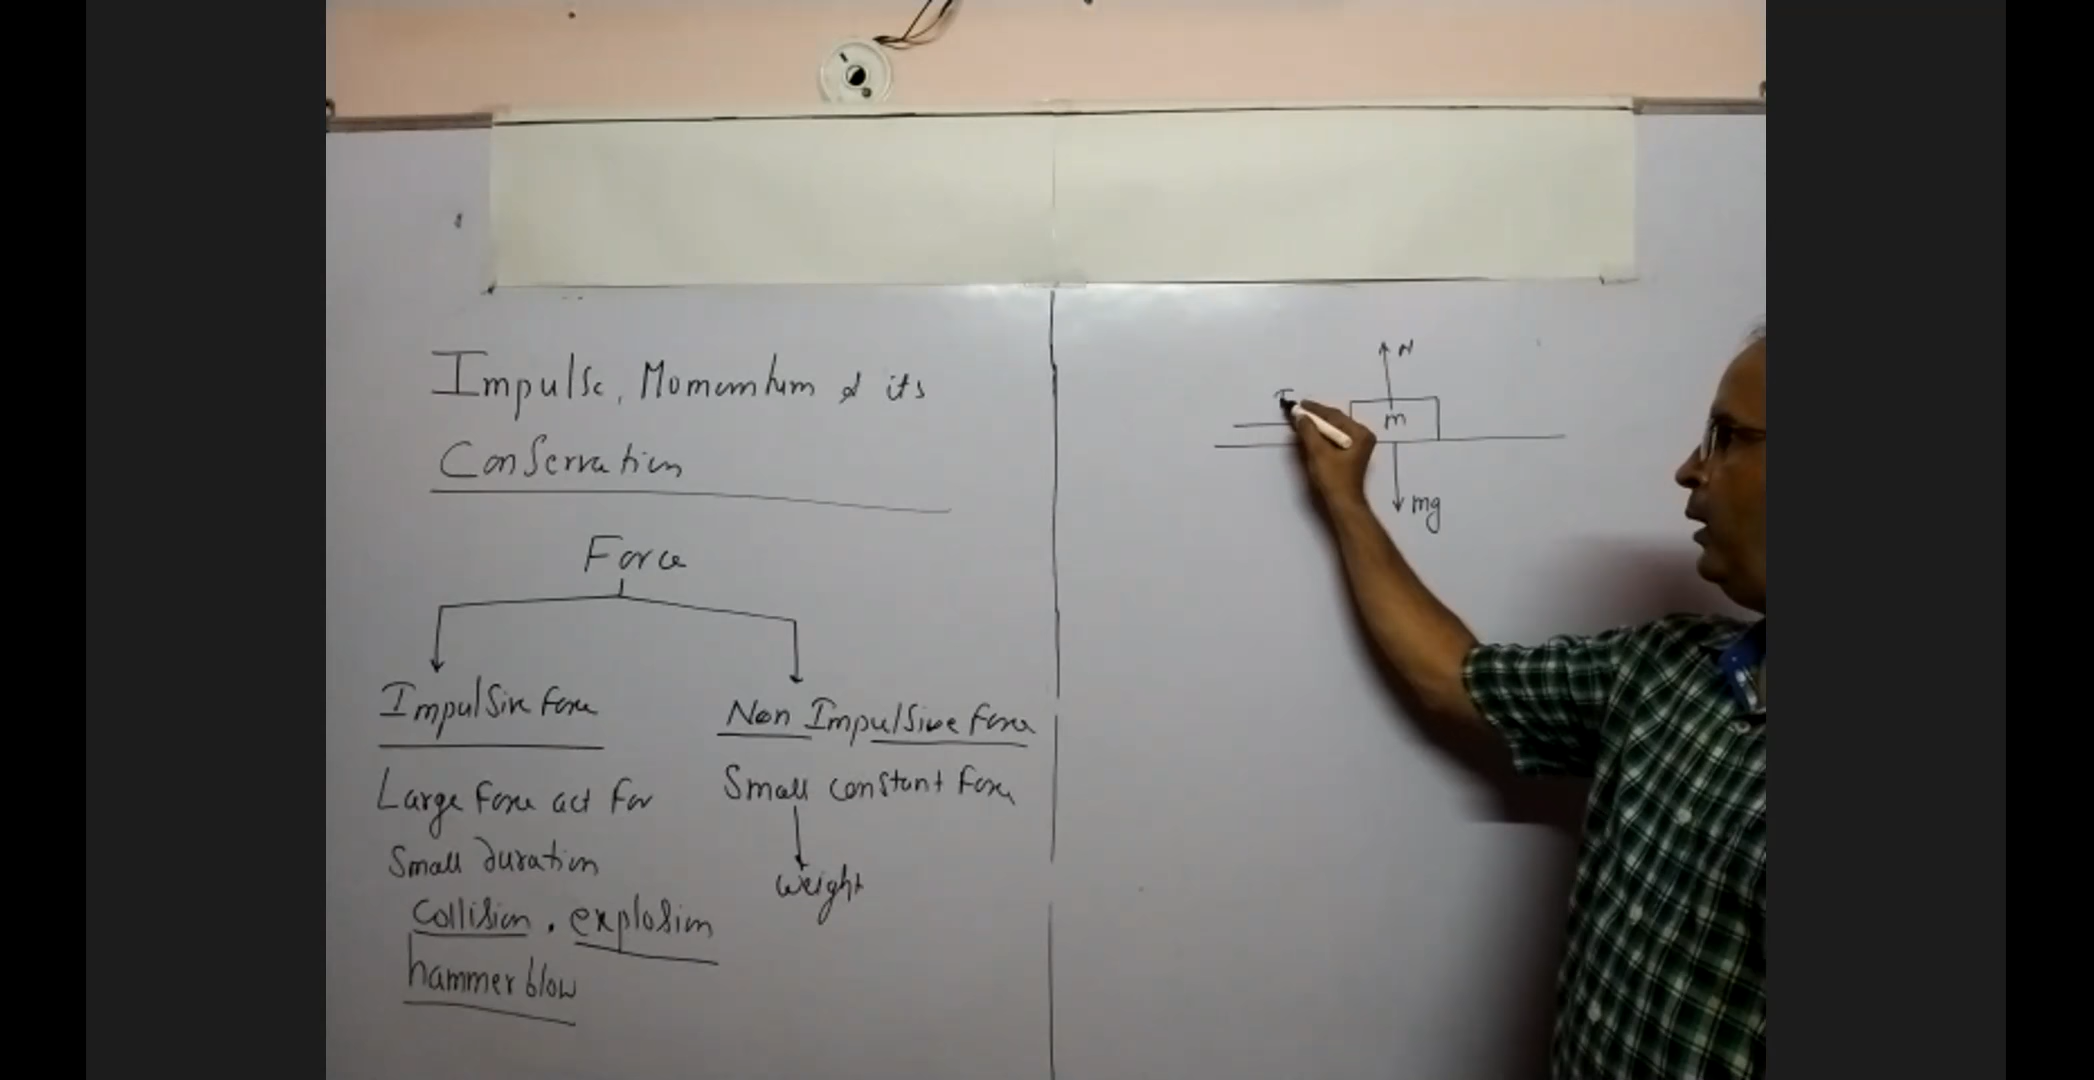 Impulse, Momentum & its
Conservation
Force
Impulsive Force
Non Impulsive Force
Large Force act for
Small duration
Collision, explosion
hammer blow
Small constant Force
weight
N
m
mg